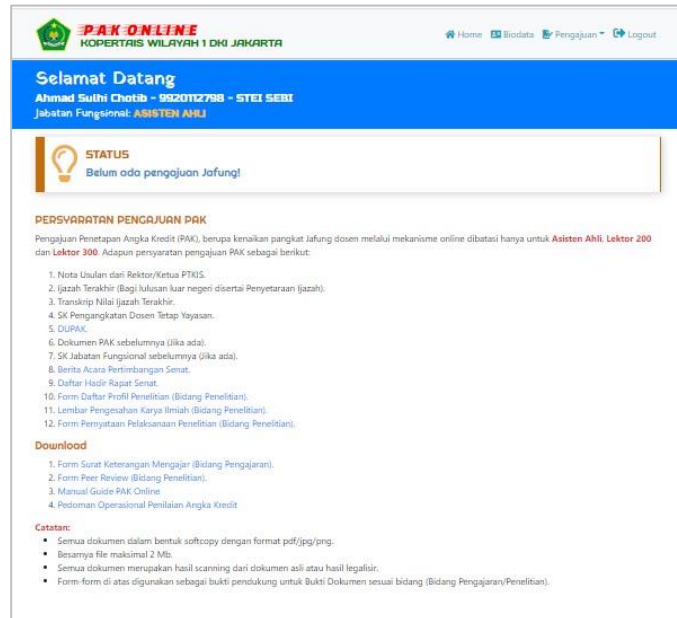 PAK ONLINE
KOPERTAIS WILAYAH 1 DKI JAKARTA
Home Biodata Pengajuan Logout
Selamat Datang
Ahmad Sulhi Chotib - 9920112798 - STEI SEBI
Jabatan Fungsional: ASISTEN AHLI
STATUS
Belum ada pengajuan Jafung!
PERSYARATAN PENGAJUAN PAK
Pengajuan Penetapan Angka Kredit (PAK), berupa kenaikan pangkat Jafung dosen melalui mekanisme online dibatasi hanya untuk Asisten Ahli, Lektor 200
dan Lektor 300. Adapun persyaratan pengajuan PAK sebagai berikut:
1. Nota Usulan dari Rektor/Ketua PTKIS.
2. Ijazah Terakhir (Bagi lulusan luar negeri disertai Penyetaraan Ijazah).
3. Transkrip Nilai Ijazah Terakhir.
4. SK Pengangkatan Dosen Tetap Yayasan.
5. DUPAK.
6. Dokumen PAK sebelumnya (Jika ada).
7. SK Jabatan Fungsional sebelumnya (Jika ada).
8. Berita Acara Pertimbangan Senat.
9. Daftar Hadir Rapat Senat.
10. Form Daftar Profil Penelitian (Bidang Penelitian).
11. Lembar Pengesahan Karya Ilmiah (Bidang Penelitian).
12. Form Pernyataan Pelaksanaan Penelitian (Bidang Penelitian).
Download
1. Form Surat Keterangan Mengajar (Bidang Pengajaran).
2. Form Peer Review (Bidang Penelitian).
3. Manual Guide PAK Online
4. Pedoman Operasional Penilaian Angka Kredit
Catatan:
• Semua dokumen dalam bentuk softcopy dengan format pdf/jpg/png.
• Besarnya file maksimal 2 Mb.
• Semua dokumen merupakan hasil scanning dari dokumen asli atau hasil legalisir.
• Form-form di atas digunakan sebagai bukti pendukung untuk Bukti Dokumen sesuai bidang (Bidang Pengajaran/Penelitian).